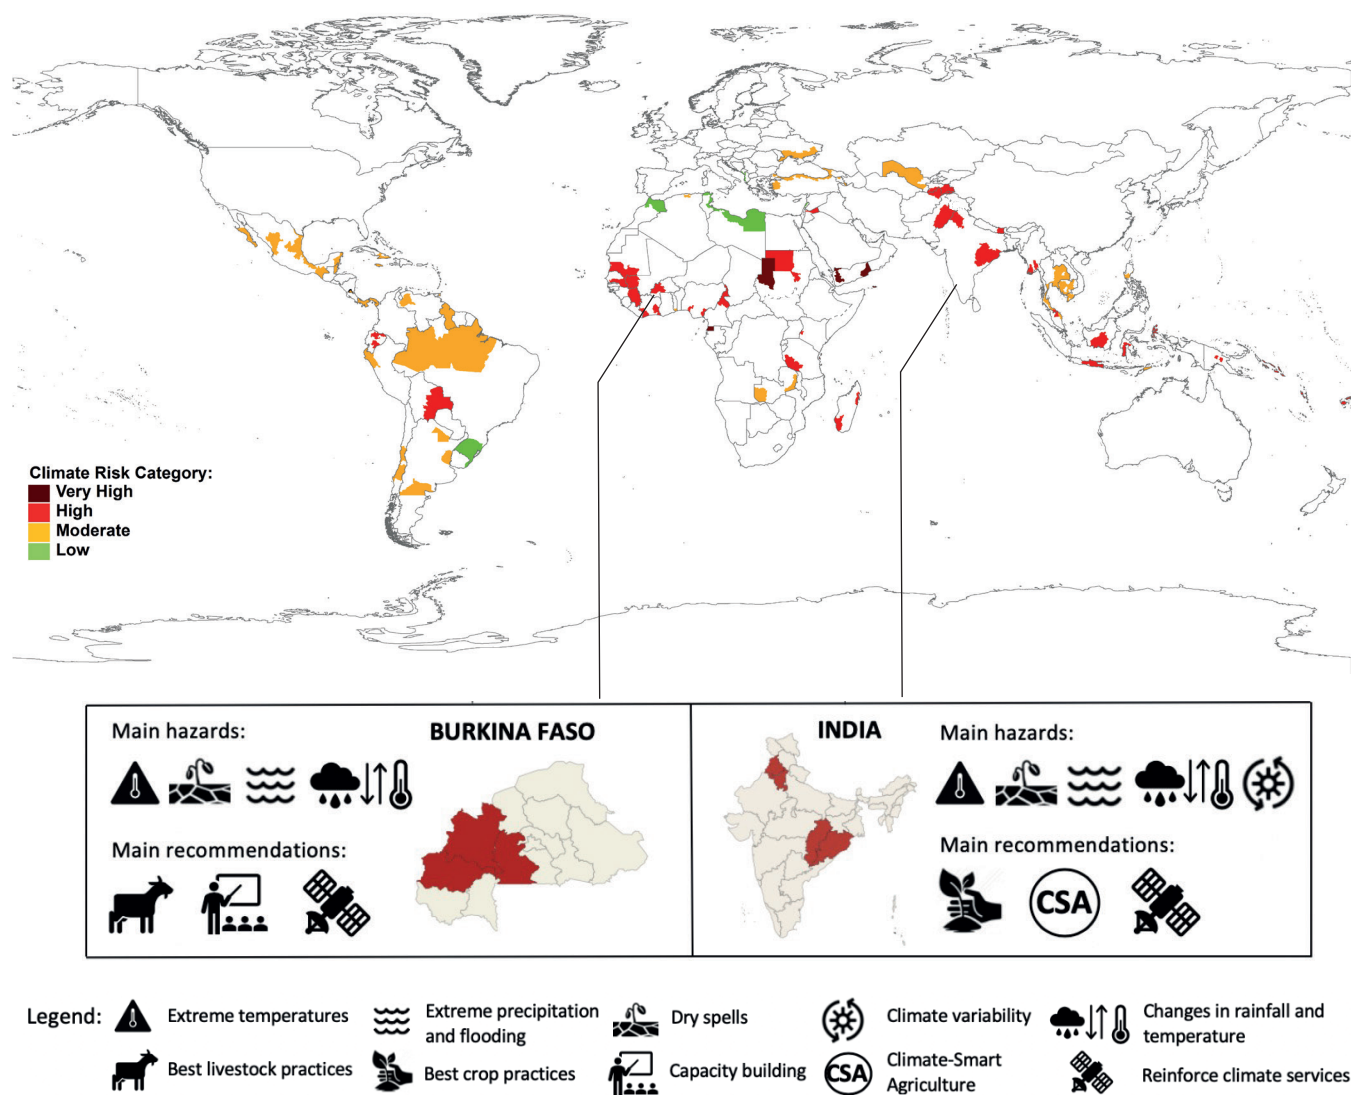 Climate Risk Category:
Very High
High
Moderate
Low
Main hazards:
BURKINA FASO
Main recommendations:
INDIA
Main hazards:
Main recommendations:
CSA
Legend:
Extreme temperatures
Extreme precipitation
and flooding
Dry spells
Climate variability
Changes in rainfall and
temperature
Best livestock practices
Best crop practices
Capacity building
CSA
Climate-Smart
Agriculture
Reinforce climate services